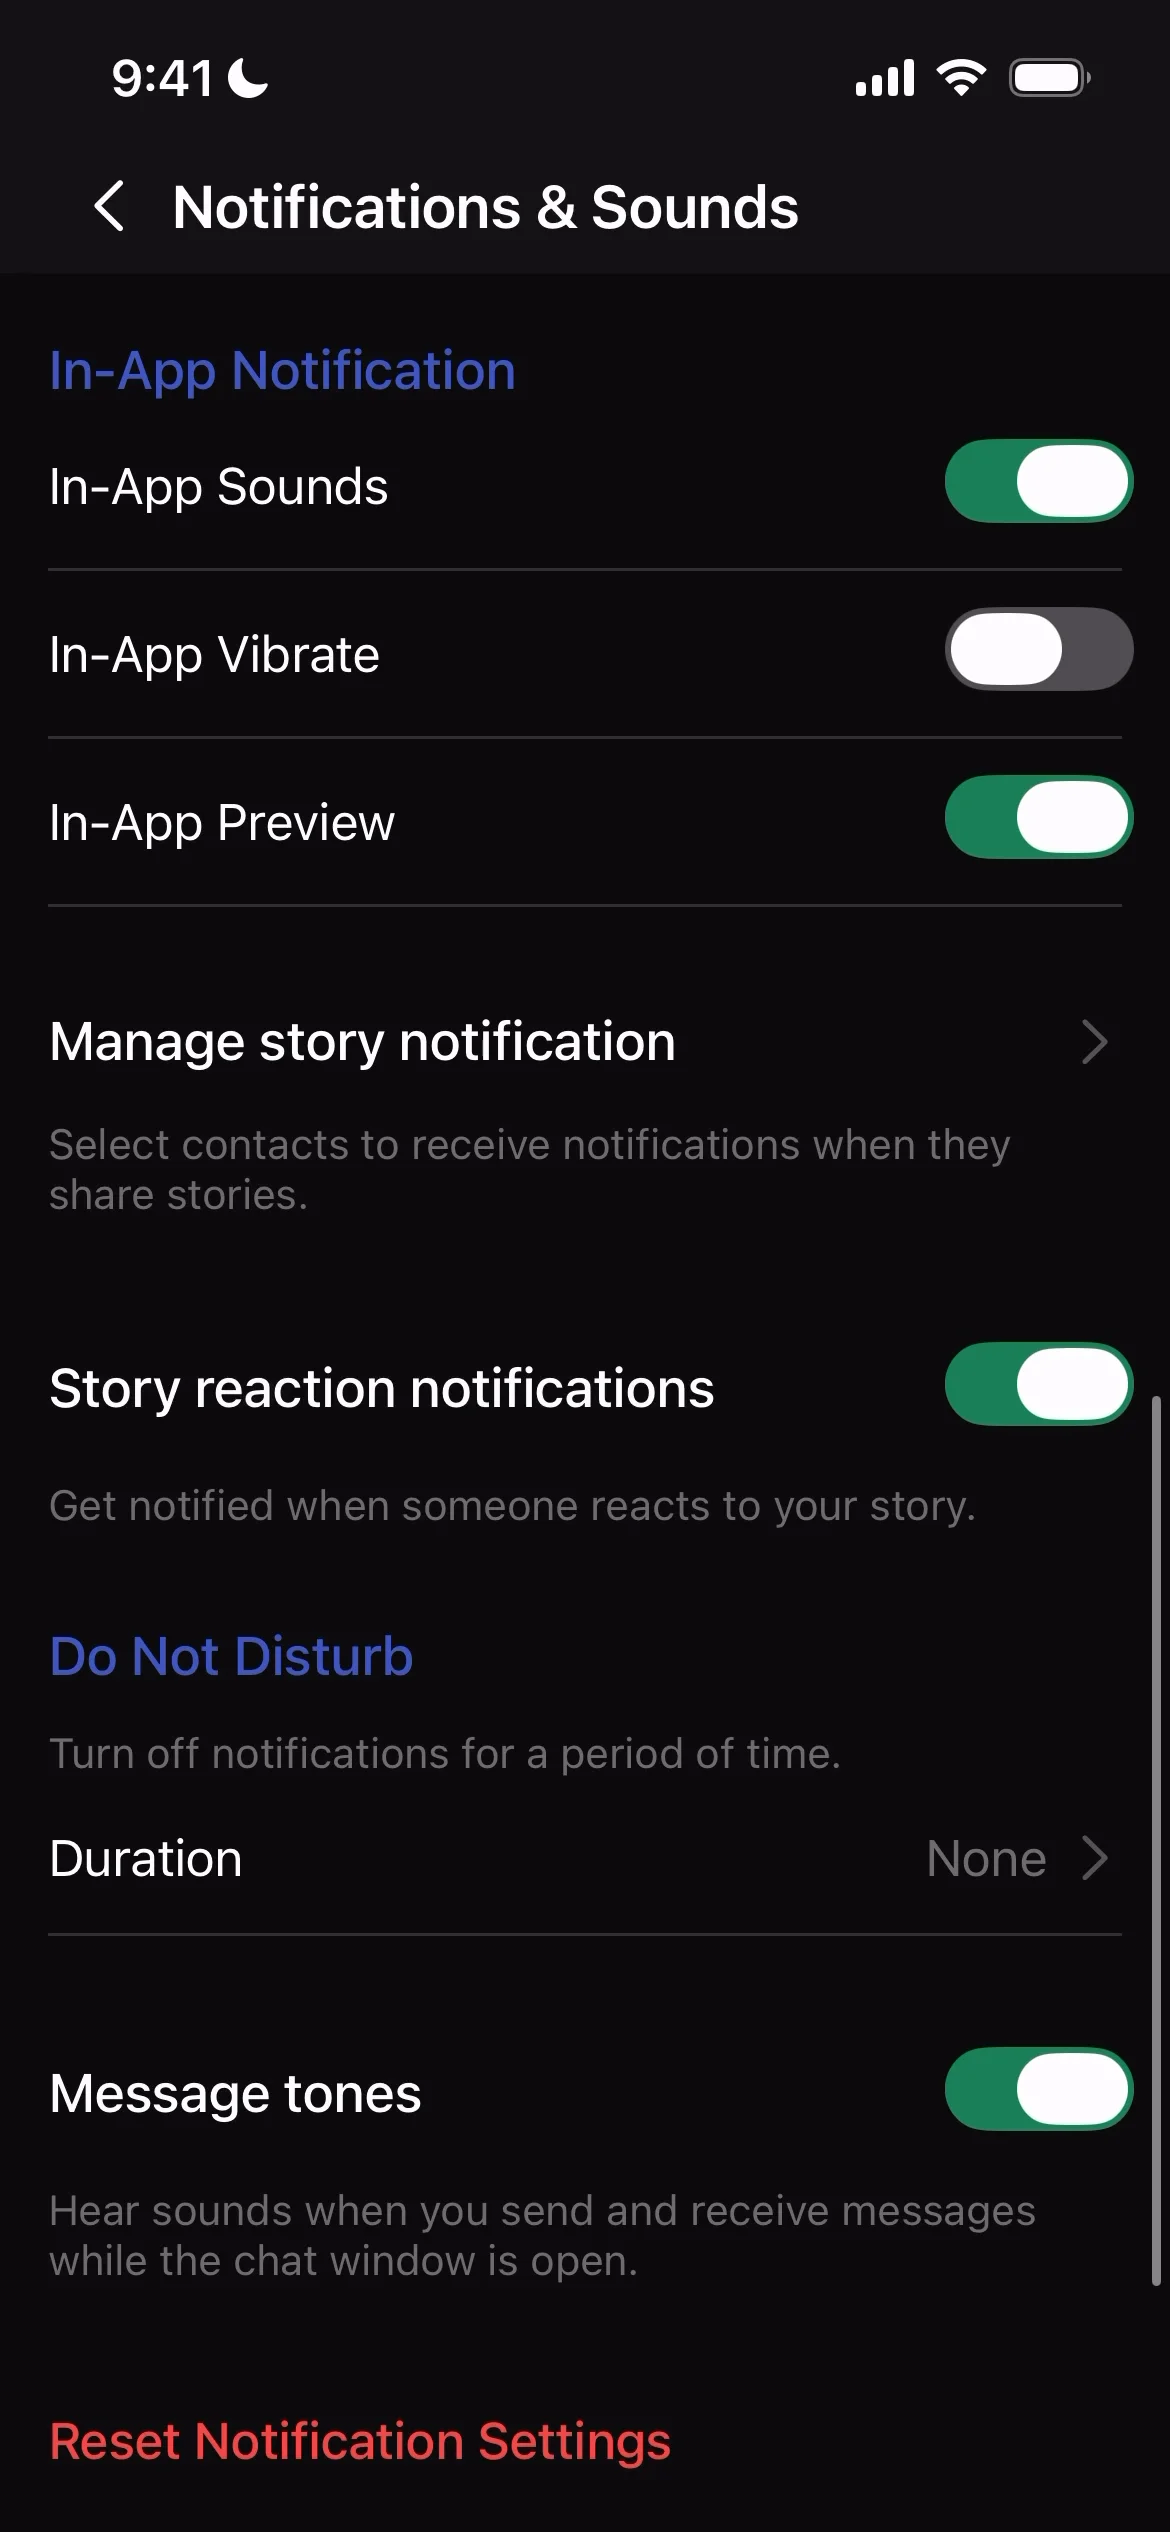 9:41
Notifications & Sounds
In-App Notification
In-App Sounds
In-App Vibrate
In-App Preview
Manage story notification
Select contacts to receive notifications when they
share stories.
Story reaction notifications
Get notified when someone reacts to your story.
Do Not Disturb
Turn off notifications for a period of time.
Duration None
Message tones
Hear sounds when you send and receive messages
while the chat window is open.
Reset Notification Settings